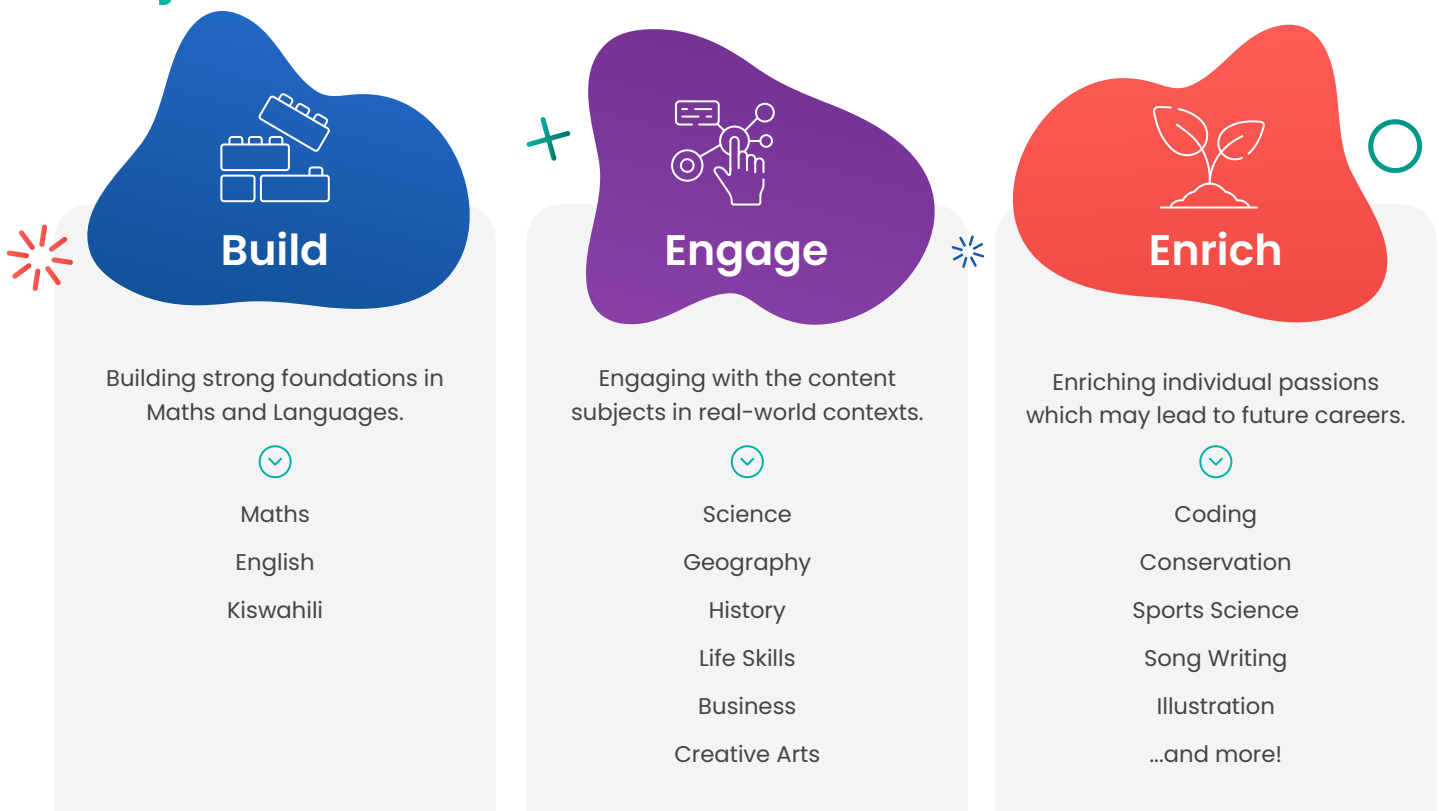 Build
Building strong foundations in
Maths and Languages.
Maths
English
Kiswahili
Engage
Engaging with the content
subjects in real-world contexts.
Science
Geography
History
Life Skills
Business
Creative Arts
Enrich
Enriching individual passions
which may lead to future careers.
Coding
Conservation
Sports Science
Song Writing
Illustration
...and more!